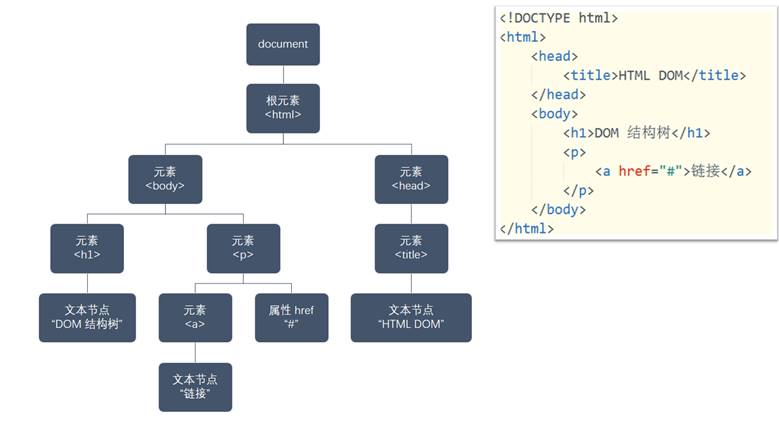 document
根元素
<html>
元素
<body>
元素
<head>
元素
<h1>
元素
<p>
元素
<title>
文本节点
“DOM 结构树”
元素
<a>
属性 href
“#”
文本节点
“HTML DOM”
文本节点
“链接”
<!DOCTYPE html>
<html>
<head>
<title>HTML DOM</title>
</head>
<body>
<h1>DOM 结构树</h1>
<p>
<a href="#">链接</a>
</p>
</body>
</html>